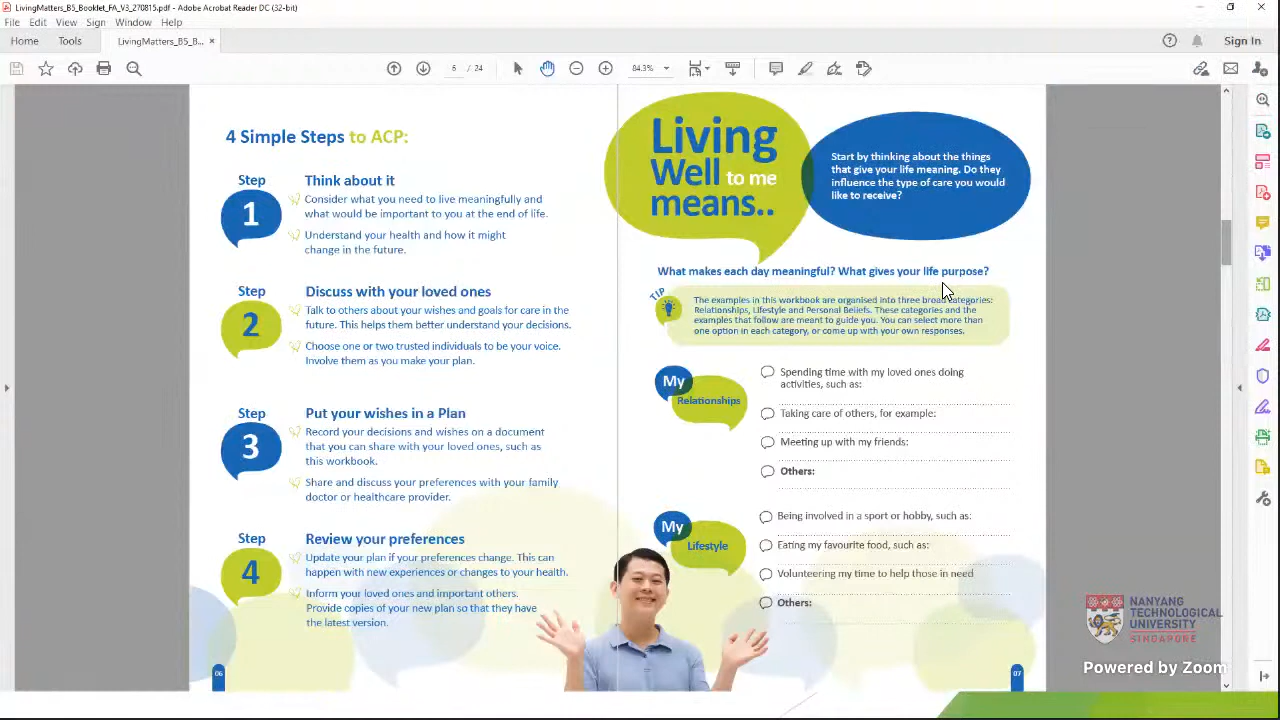 LivingMatters_B5_Booklet_FA_V3_270815.pdf - Adobe Acrobat Reader DC (32-bit)
File Edit View Sign Window Help
Home Tools LivingMatters_B5_B... × Sign In
6 / 24 84.3%
4 Simple Steps to ACP:
Step
1
Think about it
Consider what you need to live meaningfully and
what would be important to you at the end of life.
Understand your health and how it might
change in the future.
Step
2
Discuss with your loved ones
Talk to others about your wishes and goals for care in the
future. This helps them better understand your decisions.
Choose one or two trusted individuals to be your voice.
Involve them as you make your plan.
Step
3
Put your wishes in a Plan
Record your decisions and wishes on a document
that you can share with your loved ones, such as
this workbook.
Share and discuss your preferences with your family
doctor or healthcare provider.
Step
4
Review your preferences
Update your plan if your preferences change. This can
happen with new experiences or changes to your health.
Inform your loved ones and important others.
Provide copies of your new plan so that they have
the latest version.
06
Living
Well to me
means..
Start by thinking about the things
that give your life meaning. Do they
influence the type of care you would
like to receive?
What makes each day meaningful? What gives your life purpose?
TIP
The examples in this workbook are organised into three broad categories:
Relationships, Lifestyle and Personal Beliefs. These categories and the
examples that follow are meant to guide you. You can select more than
one option in each category, or come up with your own responses.
My
Relationships
Spending time with my loved ones doing
activities, such as:
Taking care of others, for example:
Meeting up with my friends:
Others:
My
Lifestyle
Being involved in a sport or hobby, such as:
Eating my favourite food, such as:
Volunteering my time to help those in need
Others:
07
NANYANG
TECHNOLOGICAL
UNIVERSITY
SINGAPORE
Powered by Zoom